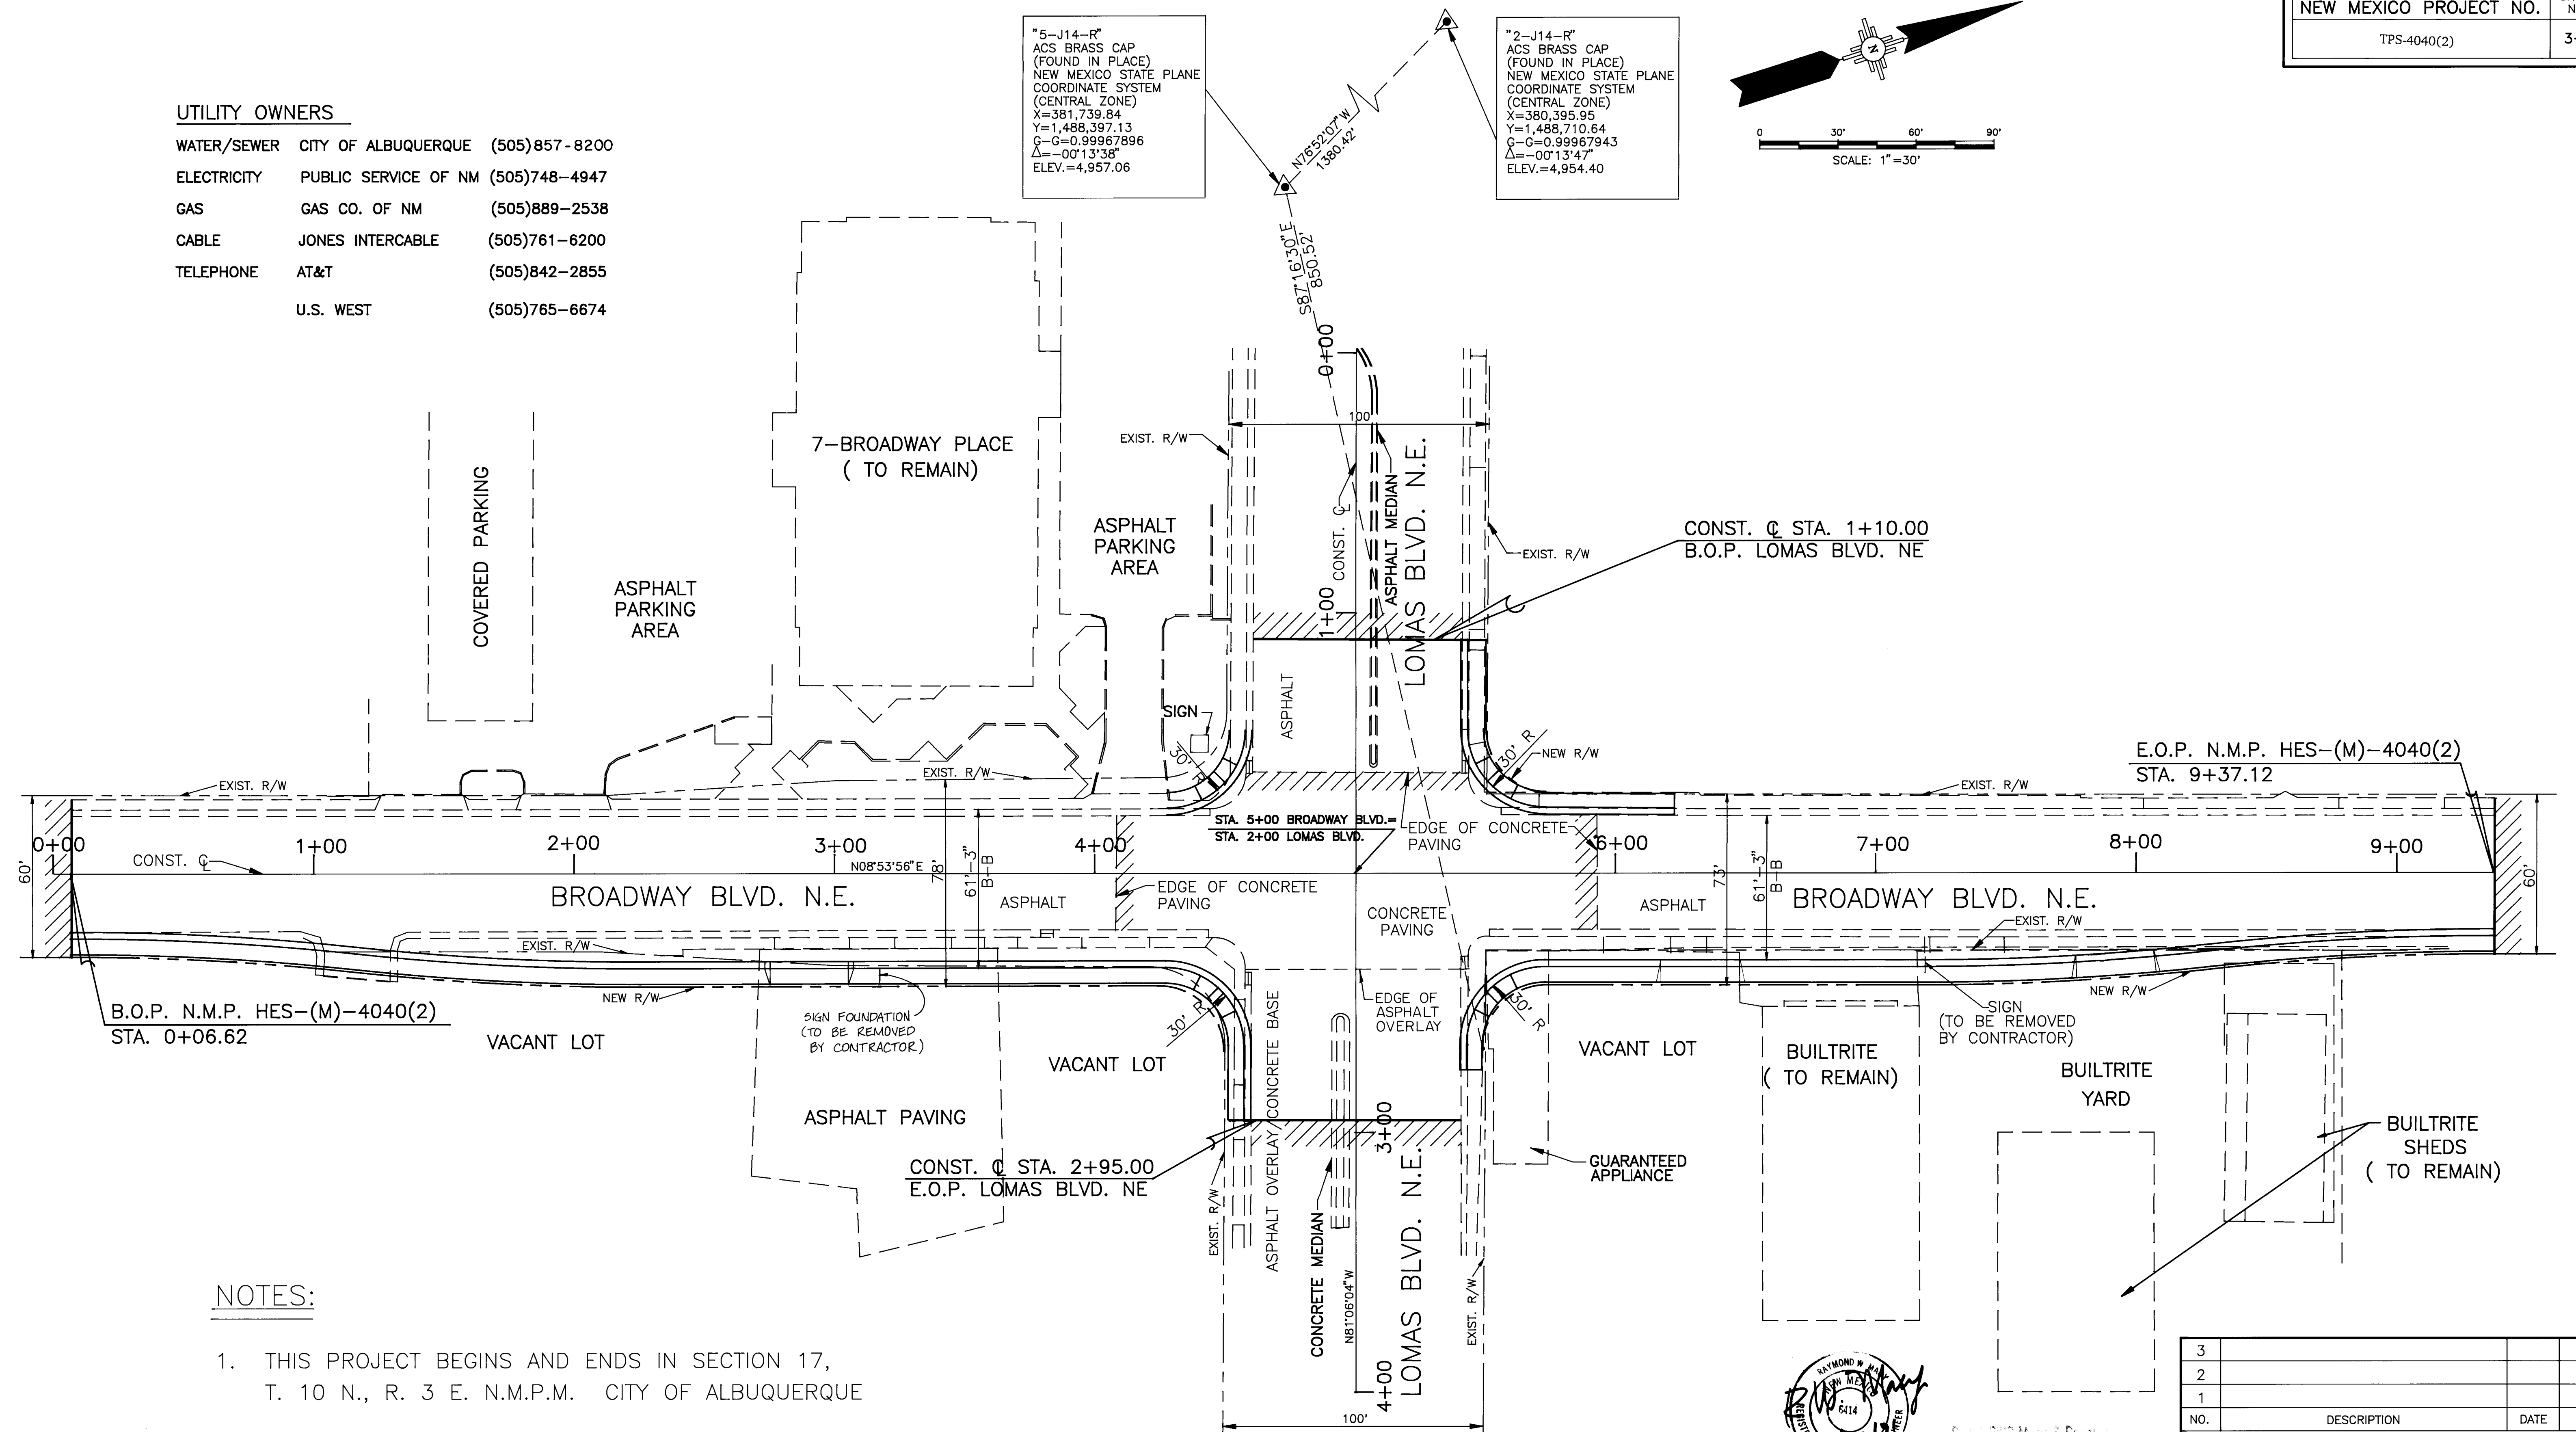 NEW MEXICO PROJECT NO.
TPS-4040(2)
"5-J14-R"
ACS BRASS CAP
(FOUND IN PLACE)
NEW MEXICO STATE PLANE
COORDINATE SYSTEM
(CENTRAL ZONE)
X=381,739.84
Y=1,488,397.13
G-G=0.99967896
Δ=-00°13'38"
ELEV.=4,957.06
"2-J14-R"
ACS BRASS CAP
(FOUND IN PLACE)
NEW MEXICO STATE PLANE
COORDINATE SYSTEM
(CENTRAL ZONE)
X=380,395.95
Y=1,488,710.64
G-G=0.99967943
Δ=-00°13'47"
ELEV.=4,954.40
N76°52'07"W
1380.42'
S87°16'30"E
850.52'
N
0 30' 60' 90'
SCALE: 1"=30'
UTILITY OWNERS
WATER/SEWER CITY OF ALBUQUERQUE (505)857-8200
ELECTRICITY PUBLIC SERVICE OF NM (505)748-4947
GAS GAS CO. OF NM (505)889-2538
CABLE JONES INTERCABLE (505)761-6200
TELEPHONE AT&T (505)842-2855
U.S. WEST (505)765-6674
0+00
100'
EXIST. R/W
7-BROADWAY PLACE
( TO REMAIN)
COVERED PARKING
ASPHALT
PARKING
AREA
ASPHALT
PARKING
AREA
CONST. ℄
ASPHALT MEDIAN
LOMAS BLVD. N.E.
EXIST. R/W
CONST. ℄ STA. 1+10.00
B.O.P. LOMAS BLVD. NE
1+00
ASPHALT
SIGN
30' R
30' R
NEW R/W
EXIST. R/W
EXIST. R/W
EXIST. R/W
E.O.P. N.M.P. HES-(M)-4040(2)
STA. 9+37.12
STA. 5+00 BROADWAY BLVD.=
STA. 2+00 LOMAS BLVD.
EDGE OF CONCRETE
PAVING
0+00 1+00 2+00 3+00 4+00 6+00 7+00 8+00 9+00
60'
CONST. ℄
N08°53'56"E
78'
61'-3"
B-B
73'
61'-3"
B-B
60'
BROADWAY BLVD. N.E.
ASPHALT
EDGE OF CONCRETE
PAVING
CONCRETE
PAVING
ASPHALT
BROADWAY BLVD. N.E.
EXIST. R/W
EXIST. R/W
NEW R/W
NEW R/W
B.O.P. N.M.P. HES-(M)-4040(2)
STA. 0+06.62
VACANT LOT
SIGN FOUNDATION
(TO BE REMOVED
BY CONTRACTOR)
30' R
30' R
EDGE OF
ASPHALT
OVERLAY
SIGN
(TO BE REMOVED
BY CONTRACTOR)
VACANT LOT
VACANT LOT
BUILTRITE
( TO REMAIN)
BUILTRITE
YARD
ASPHALT PAVING
ASPHALT OVERLAY/CONCRETE BASE
3+00
BUILTRITE
SHEDS
( TO REMAIN)
CONST. ℄ STA. 2+95.00
E.O.P. LOMAS BLVD. NE
GUARANTEED
APPLIANCE
EXIST. R/W
CONCRETE MEDIAN
N81°06'04"W
LOMAS BLVD. N.E.
EXIST. R/W
4+00
100'
NOTES:
1. THIS PROJECT BEGINS AND ENDS IN SECTION 17,
T. 10 N., R. 3 E. N.M.P.M. CITY OF ALBUQUERQUE
RAYMOND W. MA
NEW MEXICO
6414
3
2
1
NO. DESCRIPTION DATE